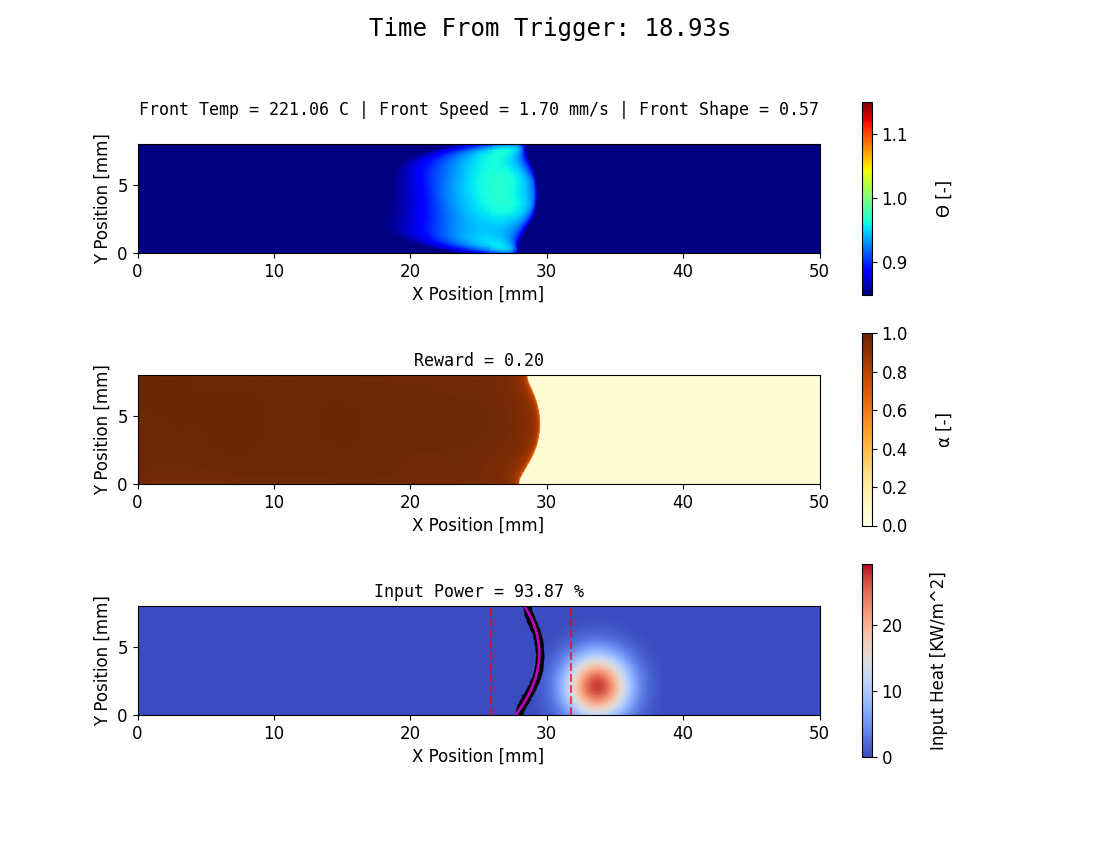 Time From Trigger: 18.93s
Front Temp = 221.06 C | Front Speed = 1.70 mm/s | Front Shape = 0.57
Y Position [mm]
5
0
0 10 20 30 40 50
X Position [mm]
1.1
1.0
0.9
Θ [-]
Reward = 0.20
Y Position [mm]
5
0
0 10 20 30 40 50
X Position [mm]
1.0
0.8
0.6
0.4
0.2
0.0
α [-]
Input Power = 93.87 %
Y Position [mm]
5
0
0 10 20 30 40 50
X Position [mm]
20
10
0
Input Heat [KW/m^2]